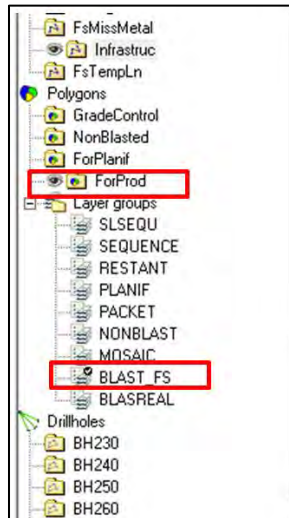 FsMissMetal
Infrastruc
FsTempLn
Polygons
GradeControl
NonBlasted
ForPlanif
ForProd
Layer groups
SLSEQU
SEQUENCE
RESTANT
PLANIF
PACKET
NONBLAST
MOSAIC
BLAST_FS
BLASREAL
Drillholes
BH230
BH240
BH250
BH260